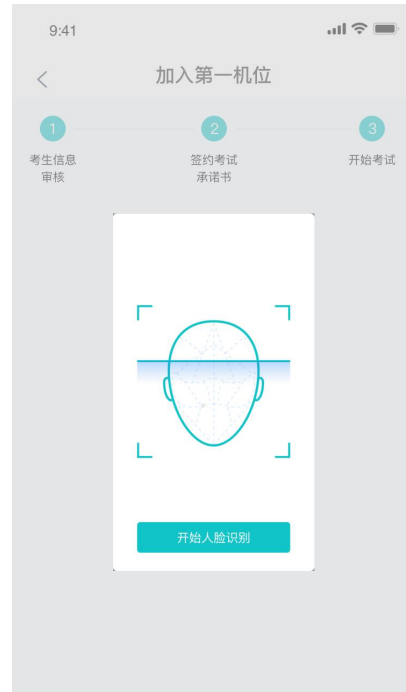 9:41
加入第一机位
1
2
3
考生信息
审核
签约考试
承诺书
开始考试
开始人脸识别